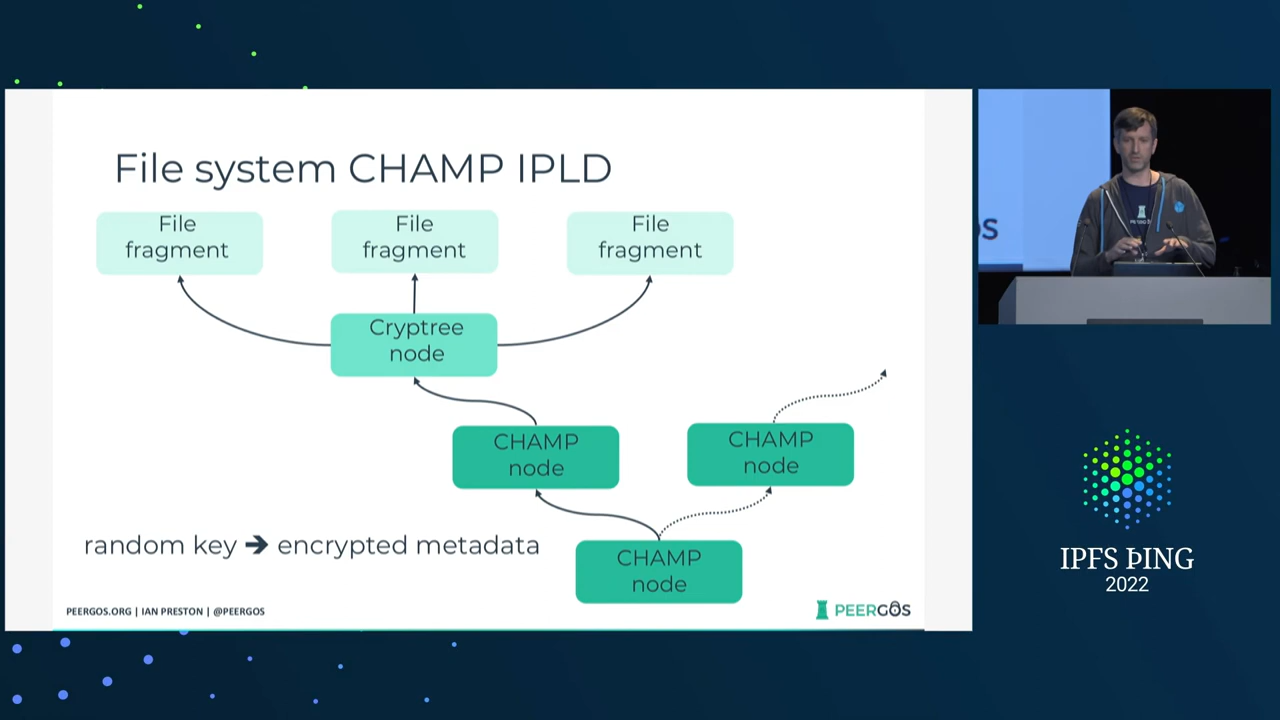 File system CHAMP IPLD
File
fragment
File
fragment
File
fragment
Cryptree
node
CHAMP
node
CHAMP
node
random key ➔ encrypted metadata
CHAMP
node
PEERGOS.ORG | IAN PRESTON | @PEERGOS
PEERGOS
IPFS ÞING
2022